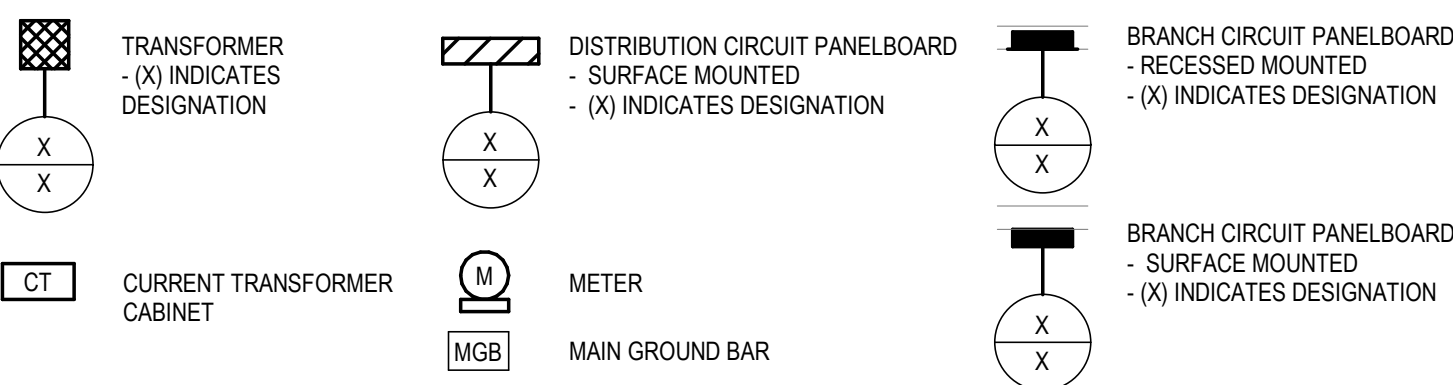 TRANSFORMER
- (X) INDICATES
DESIGNATION
X
X
CT
CURRENT TRANSFORMER
CABINET
DISTRIBUTION CIRCUIT PANELBOARD
- SURFACE MOUNTED
- (X) INDICATES DESIGNATION
X
X
M
METER
MGB
MAIN GROUND BAR
BRANCH CIRCUIT PANELBOARD
- RECESSED MOUNTED
- (X) INDICATES DESIGNATION
X
X
BRANCH CIRCUIT PANELBOARD
- SURFACE MOUNTED
- (X) INDICATES DESIGNATION
X
X